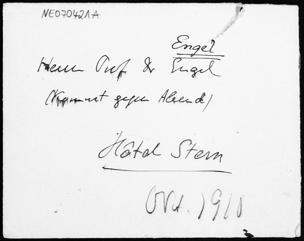 NE070421A
Engel
Herrn Prof Dr Engel
(Kommt gegen Abend)
Hôtel Stern
Okt. 1910